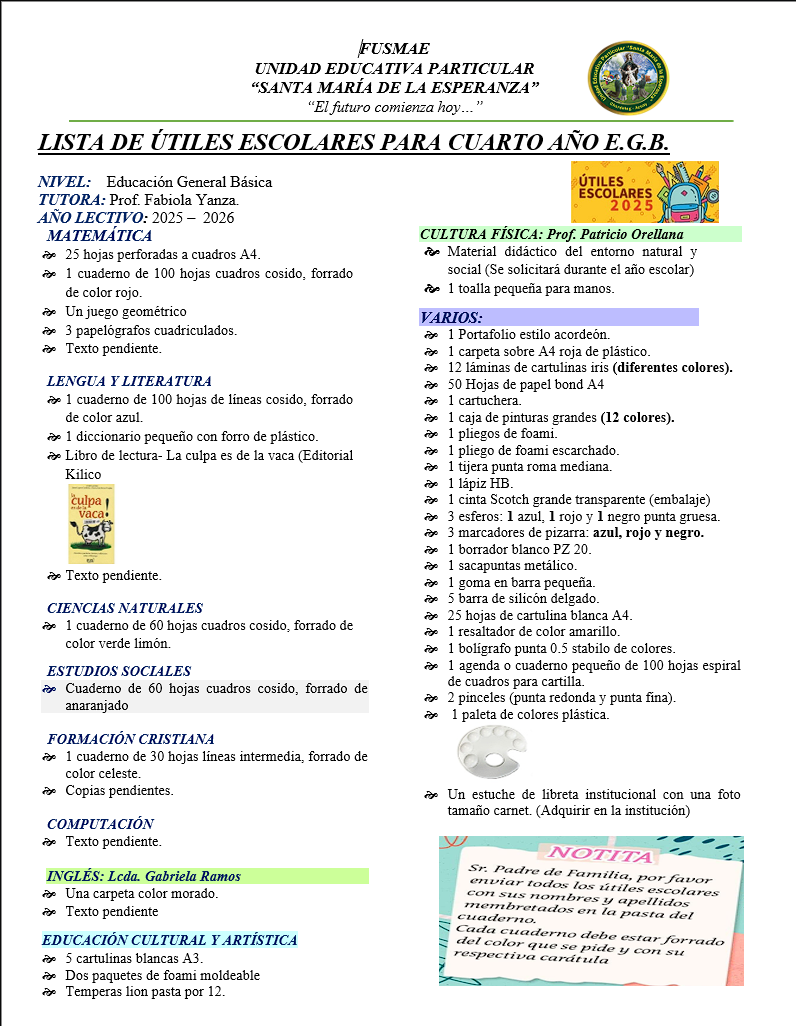 FUSMAE
UNIDAD EDUCATIVA PARTICULAR
“SANTA MARÍA DE LA ESPERANZA”
“El futuro comienza hoy…”
LISTA DE ÚTILES ESCOLARES PARA CUARTO AÑO E.G.B.
NIVEL: Educación General Básica
TUTORA: Prof. Fabiola Yanza.
AÑO LECTIVO: 2025 – 2026
MATEMÁTICA
25 hojas perforadas a cuadros A4.
1 cuaderno de 100 hojas cuadros cosido, forrado
de color rojo.
Un juego geométrico
3 papelógrafos cuadriculados.
Texto pendiente.
LENGUA Y LITERATURA
1 cuaderno de 100 hojas de líneas cosido, forrado
de color azul.
1 diccionario pequeño con forro de plástico.
Libro de lectura- La culpa es de la vaca (Editorial
Kilico
la culpa
es de la
vaca!
Texto pendiente.
CIENCIAS NATURALES
1 cuaderno de 60 hojas cuadros cosido, forrado de
color verde limón.
ESTUDIOS SOCIALES
Cuaderno de 60 hojas cuadros cosido, forrado de
anaranjado
FORMACIÓN CRISTIANA
1 cuaderno de 30 hojas líneas intermedia, forrado de
color celeste.
Copias pendientes.
COMPUTACIÓN
Texto pendiente.
INGLÉS: Lcda. Gabriela Ramos
Una carpeta color morado.
Texto pendiente
EDUCACIÓN CULTURAL Y ARTÍSTICA
5 cartulinas blancas A3.
Dos paquetes de foami moldeable
Temperas lion pasta por 12.
ÚTILES
ESCOLARES
2025
CULTURA FÍSICA: Prof. Patricio Orellana
Material didáctico del entorno natural y
social (Se solicitará durante el año escolar)
1 toalla pequeña para manos.
VARIOS:
1 Portafolio estilo acordeón.
1 carpeta sobre A4 roja de plástico.
12 láminas de cartulinas iris (diferentes colores).
50 Hojas de papel bond A4
1 cartuchera.
1 caja de pinturas grandes (12 colores).
1 pliegos de foami.
1 pliego de foami escarchado.
1 tijera punta roma mediana.
1 lápiz HB.
1 cinta Scotch grande transparente (embalaje)
3 esferos: 1 azul, 1 rojo y 1 negro punta gruesa.
3 marcadores de pizarra: azul, rojo y negro.
1 borrador blanco PZ 20.
1 sacapuntas metálico.
1 goma en barra pequeña.
5 barra de silicón delgado.
25 hojas de cartulina blanca A4.
1 resaltador de color amarillo.
1 bolígrafo punta 0.5 stabilo de colores.
1 agenda o cuaderno pequeño de 100 hojas espiral
de cuadros para cartilla.
2 pinceles (punta redonda y punta fina).
1 paleta de colores plástica.
Un estuche de libreta institucional con una foto
tamaño carnet. (Adquirir en la institución)
NOTITA
Sr. Padre de Familia, por favor
enviar todos los útiles escolares
con sus nombres y apellidos
membretados en la pasta del
cuaderno.
Cada cuaderno debe estar forrado
del color que se pide y con su
respectiva carátula